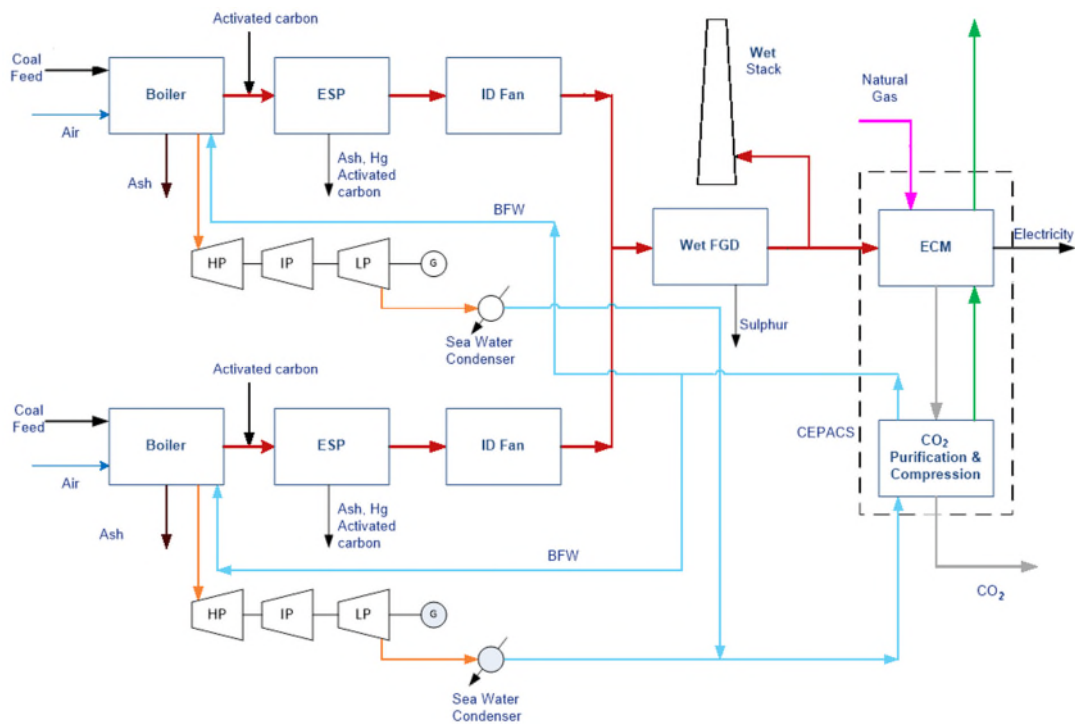 Activated carbon
Coal
Feed
Boiler
ESP
ID Fan
Wet
Stack
Natural
Gas
Air
Ash
Ash, Hg
Activated
carbon
BFW
HP
IP
LP
G
Wet FGD
ECM
Electricity
Sulphur
Sea Water
Condenser
Activated carbon
Coal
Feed
Boiler
ESP
ID Fan
CEPACS
CO2
Purification &
Compression
Air
Ash
Ash, Hg
Activated
carbon
BFW
CO2
HP
IP
LP
G
Sea Water
Condenser